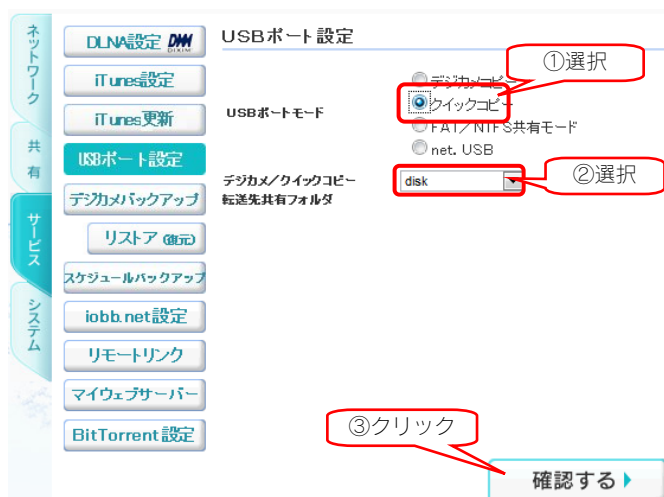 ネットワーク
共有
サービス
システム
DLNA設定 DiXiM
iTunes設定
iTunes更新
USBポート設定
デジカメバックアップ
リストア(復元)
スケジュールバックアップ
iobb.net設定
リモートリンク
マイウェブサーバー
BitTorrent設定
USBポート設定
①選択
USBポートモード
デジカメコピー
クイックコピー
FAT/NTFS共有モード
net.USB
②選択
デジカメ/クイックコピー
転送先共有フォルダ
disk
③クリック
確認する